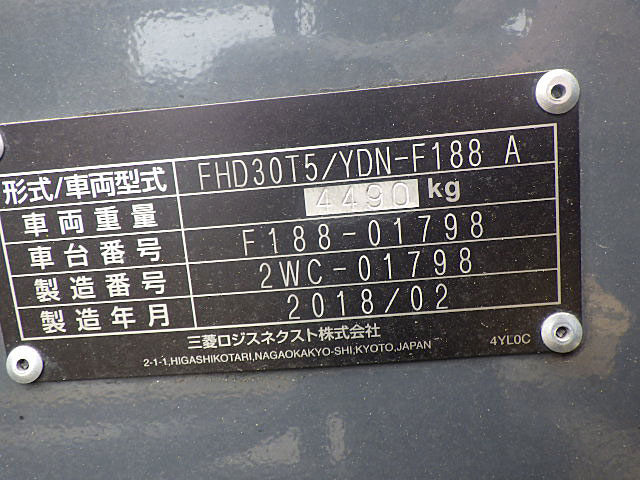 形式/車両型式 FHD30T5/YDN-F188 A
車両重量 4490 kg
車台番号 F188-01798
製造番号 2WC-01798
製造年月 2018/02
三菱ロジスネクスト株式会社
2-1-1,HIGASHIKOTARI,NAGAOKAKYO-SHI,KYOTO,JAPAN 4YL0C